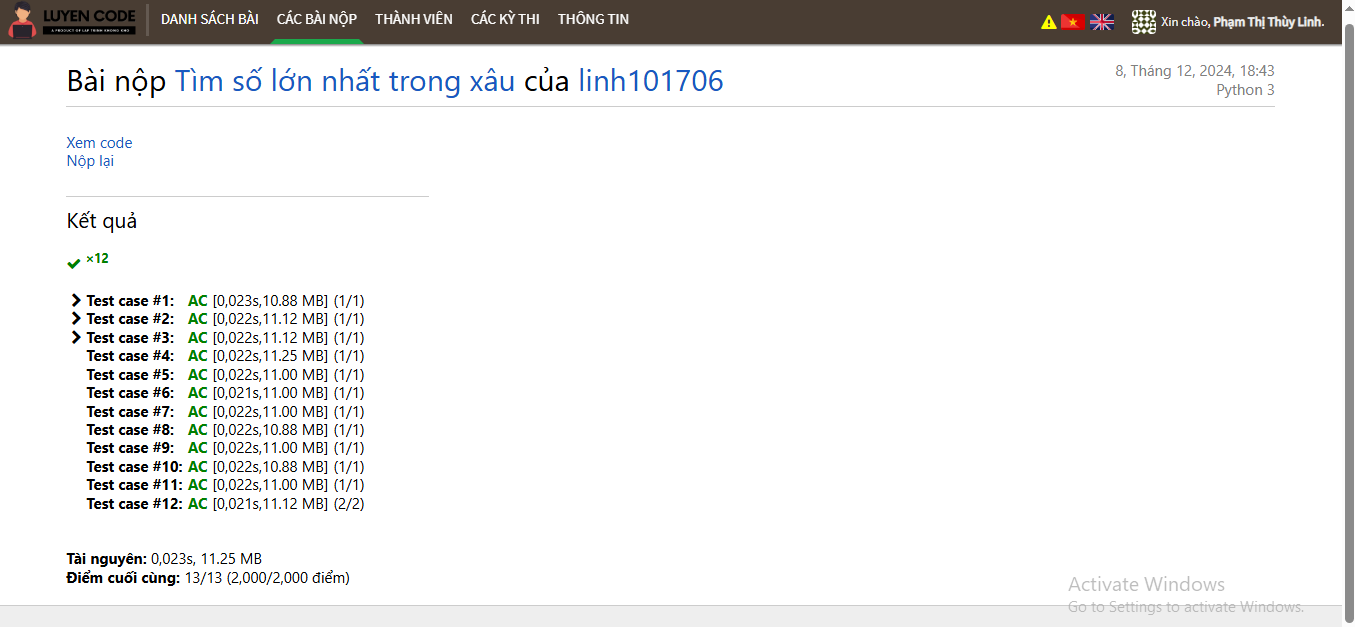 LUYEN CODE
A PRODUCT OF LAP TRINH KHONG KHO
DANH SÁCH BÀI CÁC BÀI NỘP THÀNH VIÊN CÁC KỲ THI THÔNG TIN
Xin chào, Phạm Thị Thùy Linh.
Bài nộp Tìm số lớn nhất trong xâu của linh101706
8, Tháng 12, 2024, 18:43
Python 3
Xem code
Nộp lại
Kết quả
×12
Test case #1: AC [0,023s,10.88 MB] (1/1)
Test case #2: AC [0,022s,11.12 MB] (1/1)
Test case #3: AC [0,022s,11.12 MB] (1/1)
Test case #4: AC [0,022s,11.25 MB] (1/1)
Test case #5: AC [0,022s,11.00 MB] (1/1)
Test case #6: AC [0,021s,11.00 MB] (1/1)
Test case #7: AC [0,022s,11.00 MB] (1/1)
Test case #8: AC [0,022s,10.88 MB] (1/1)
Test case #9: AC [0,022s,11.00 MB] (1/1)
Test case #10: AC [0,022s,10.88 MB] (1/1)
Test case #11: AC [0,022s,11.00 MB] (1/1)
Test case #12: AC [0,021s,11.12 MB] (2/2)
Tài nguyên: 0,023s, 11.25 MB
Điểm cuối cùng: 13/13 (2,000/2,000 điểm)
Activate Windows
Go to Settings to activate Windows.